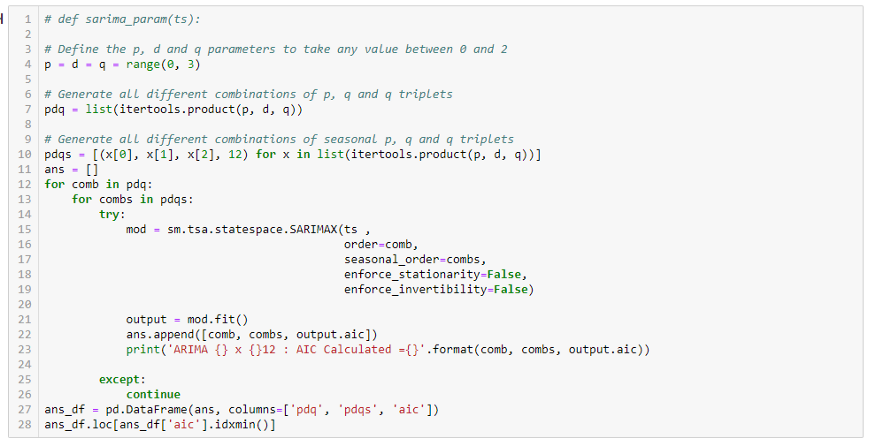 1 # def sarima_param(ts):
2
3 # Define the p, d and q parameters to take any value between 0 and 2
4 p = d = q = range(0, 3)
5
6 # Generate all different combinations of p, q and q triplets
7 pdq = list(itertools.product(p, d, q))
8
9 # Generate all different combinations of seasonal p, q and q triplets
10 pdqs = [(x[0], x[1], x[2], 12) for x in list(itertools.product(p, d, q))]
11 ans = []
12 for comb in pdq:
13     for combs in pdqs:
14         try:
15             mod = sm.tsa.statespace.SARIMAX(ts ,
16                                             order=comb,
17                                             seasonal_order=combs,
18                                             enforce_stationarity=False,
19                                             enforce_invertibility=False)
20
21             output = mod.fit()
22             ans.append([comb, combs, output.aic])
23             print('ARIMA {} x {}12 : AIC Calculated ={}'.format(comb, combs, output.aic))
24
25         except:
26             continue
27 ans_df = pd.DataFrame(ans, columns=['pdq', 'pdqs', 'aic'])
28 ans_df.loc[ans_df['aic'].idxmin()]